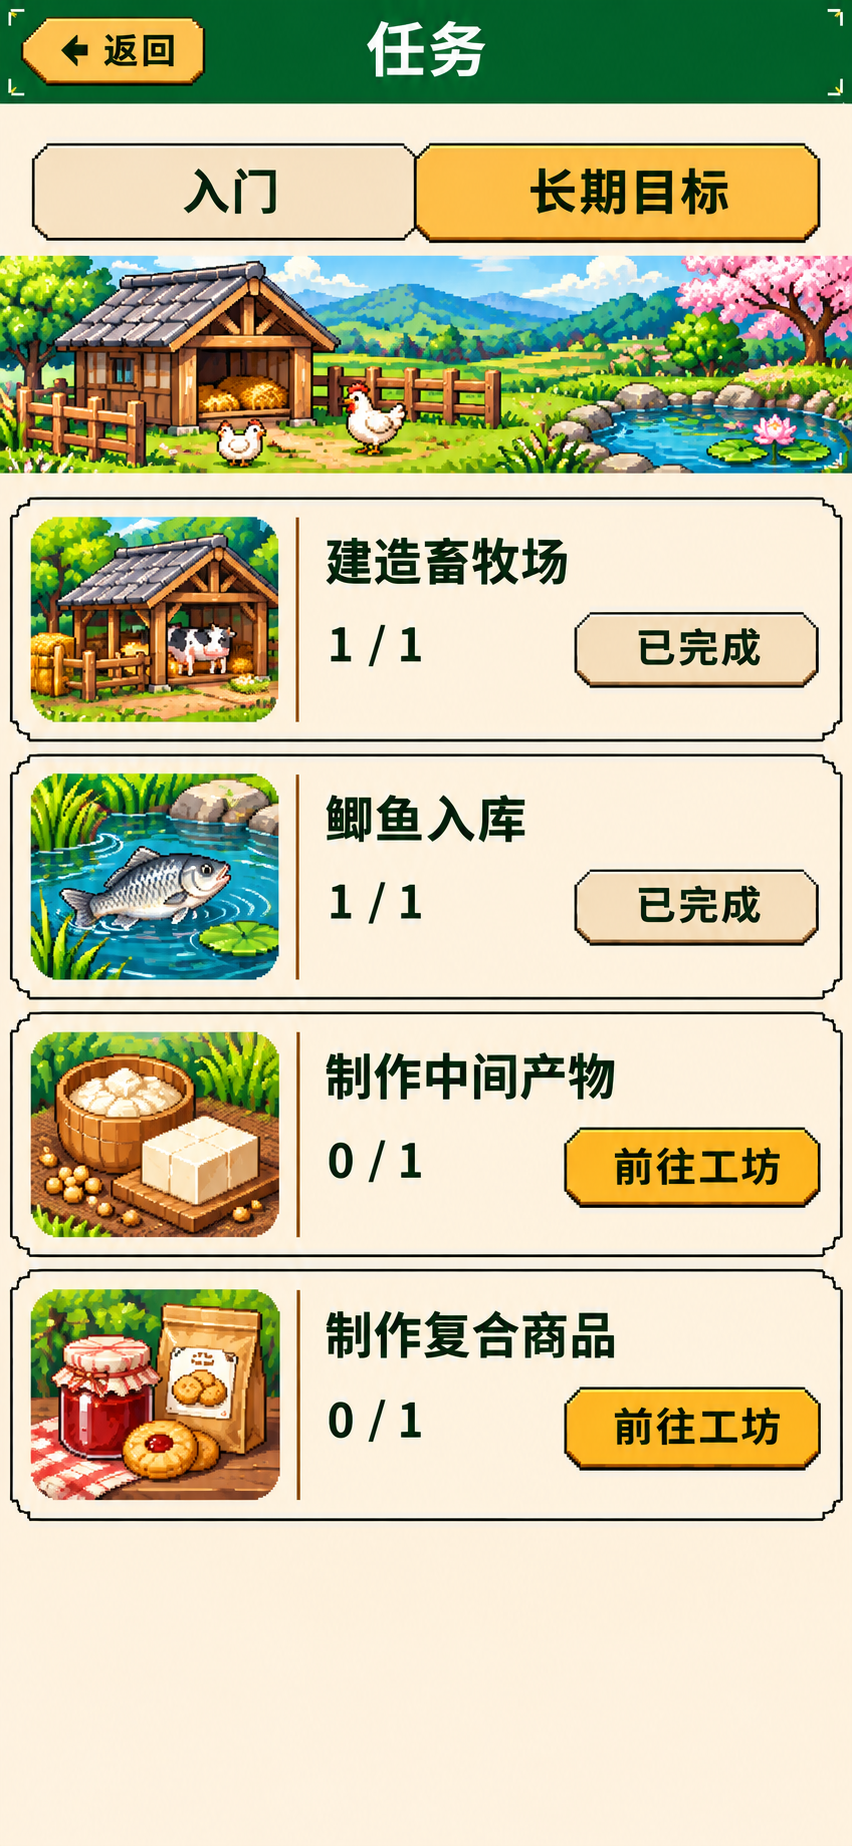 返回
任务
入门
长期目标
建造畜牧场
1 / 1
已完成
鲫鱼入库
1 / 1
已完成
制作中间产物
0 / 1
前往工坊
制作复合商品
0 / 1
前往工坊